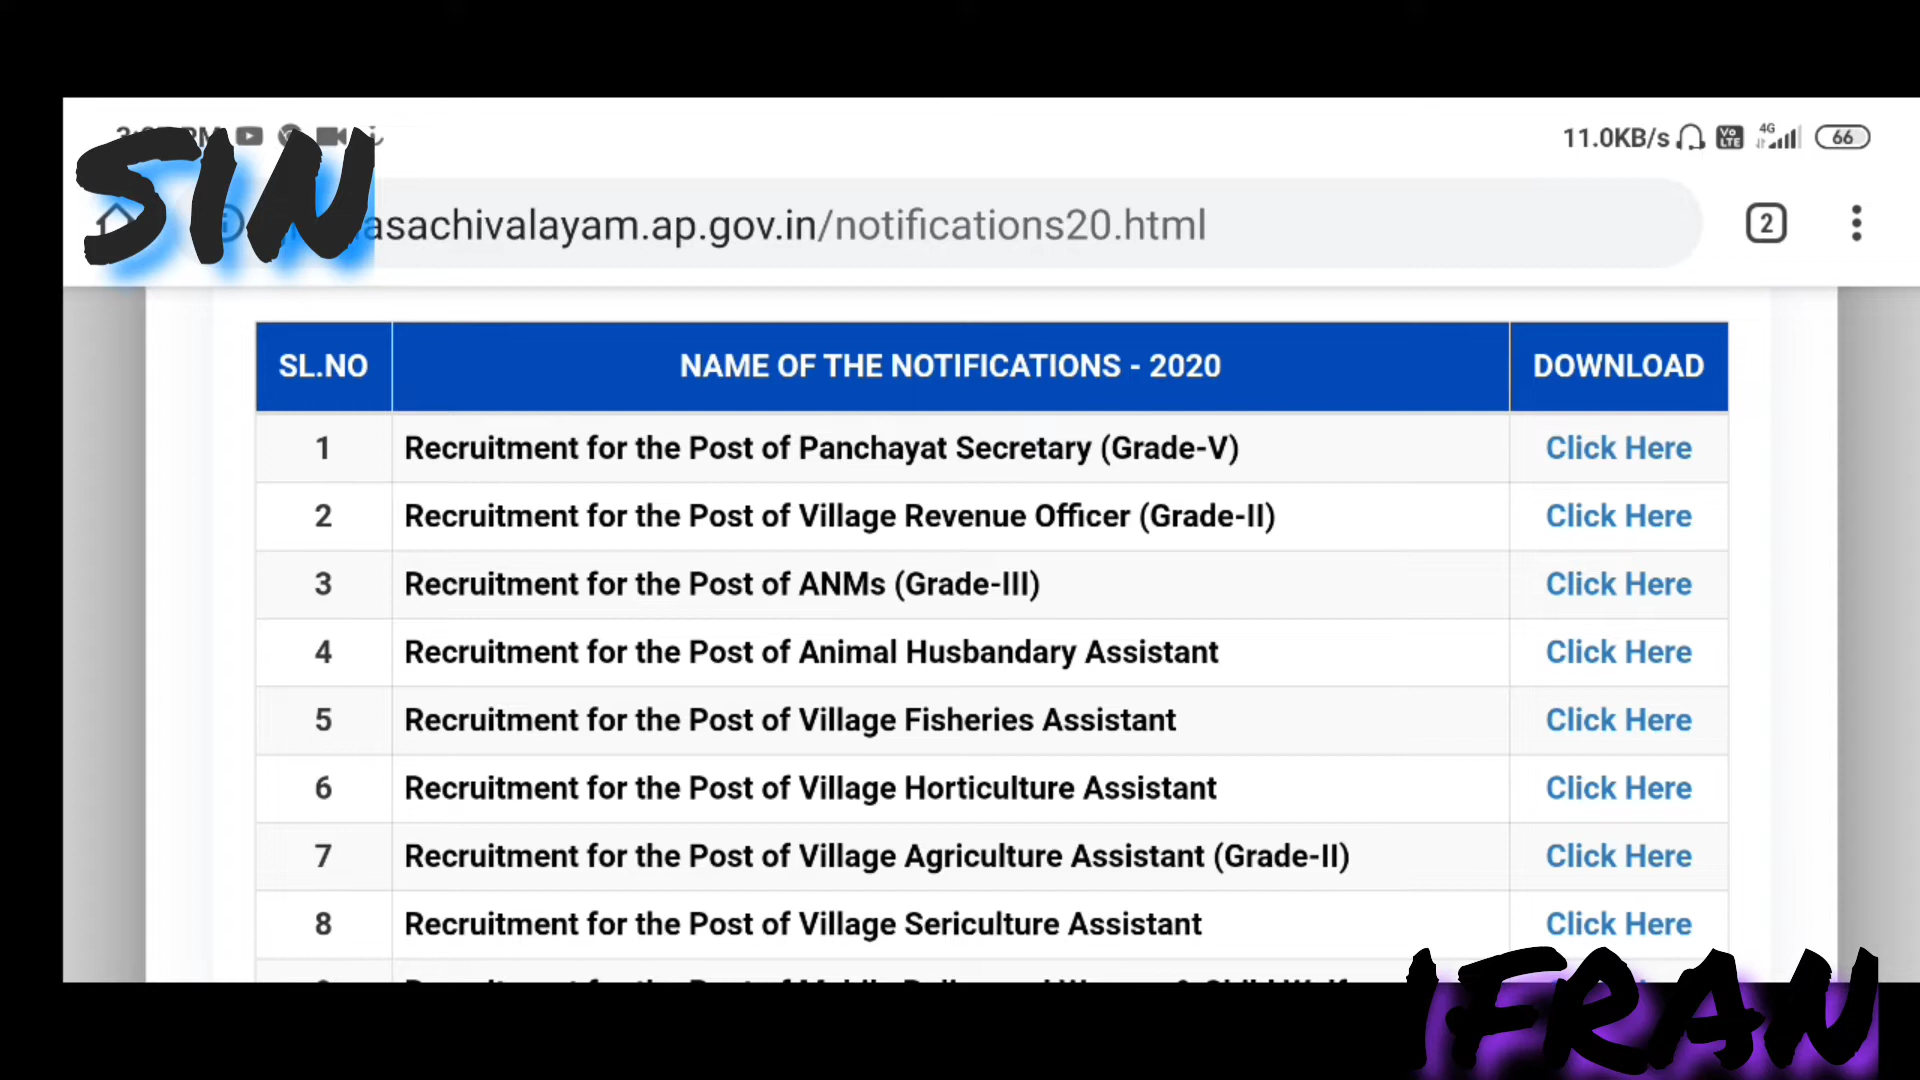 SIN
11.0KB/s
Vo LTE
4G
66
asachivalayam.ap.gov.in/notifications20.html
2
SL.NO NAME OF THE NOTIFICATIONS - 2020 DOWNLOAD
1 Recruitment for the Post of Panchayat Secretary (Grade-V) Click Here
2 Recruitment for the Post of Village Revenue Officer (Grade-II) Click Here
3 Recruitment for the Post of ANMs (Grade-III) Click Here
4 Recruitment for the Post of Animal Husbandary Assistant Click Here
5 Recruitment for the Post of Village Fisheries Assistant Click Here
6 Recruitment for the Post of Village Horticulture Assistant Click Here
7 Recruitment for the Post of Village Agriculture Assistant (Grade-II) Click Here
8 Recruitment for the Post of Village Sericulture Assistant Click Here
IFRAN